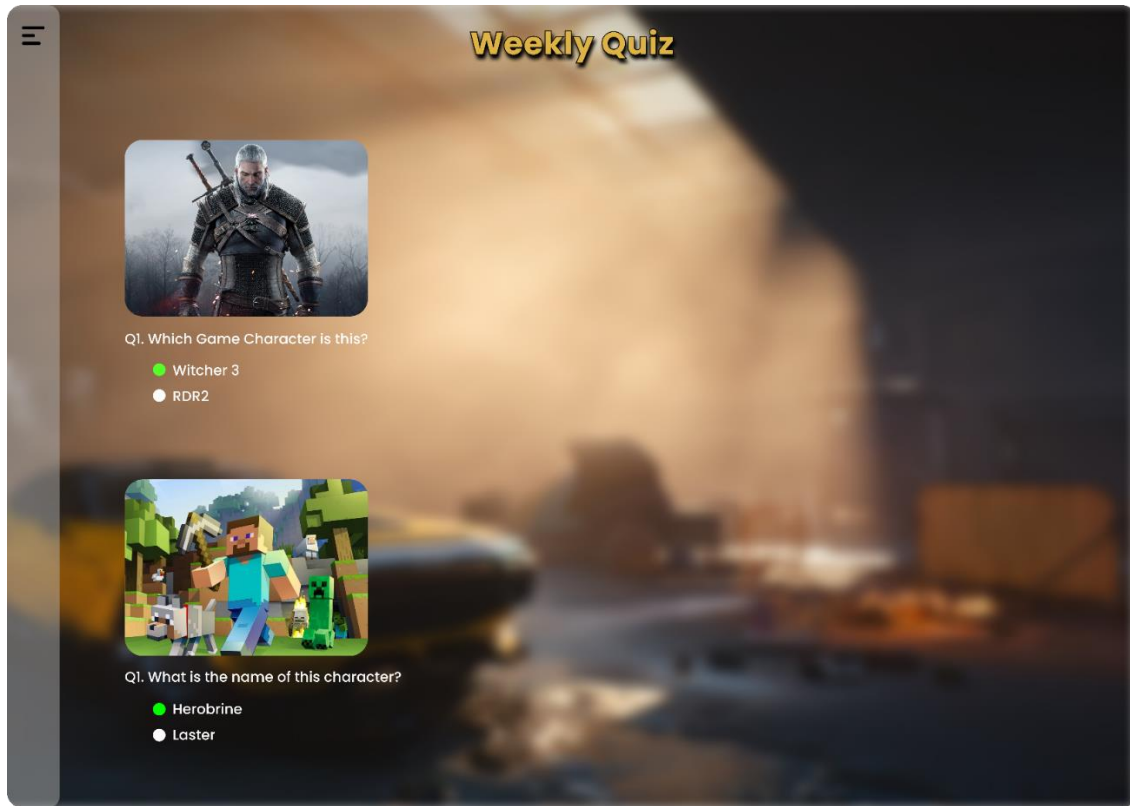 Weekly Quiz
Q1. Which Game Character is this?
Witcher 3
RDR2
Q1. What is the name of this character?
Herobrine
Laster